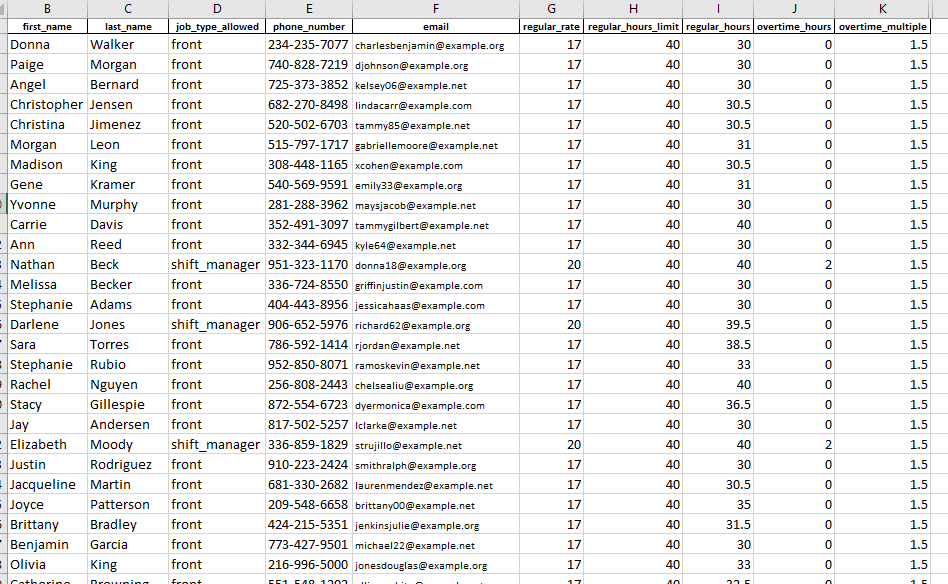 B C D E F G H I J K
first_name last_name job_type_allowed phone_number email regular_rate regular_hours_limit regular_hours overtime_hours overtime_multiple
Donna Walker front 234-235-7077 charlesbenjamin@example.org 17 40 30 0 1.5
Paige Morgan front 740-828-7219 djohnson@example.org 17 40 30 0 1.5
Angel Bernard front 725-373-3852 kelsey06@example.net 17 40 30 0 1.5
Christopher Jensen front 682-270-8498 lindacarr@example.com 17 40 30.5 0 1.5
Christina Jimenez front 520-502-6703 tammy85@example.net 17 40 30.5 0 1.5
Morgan Leon front 515-797-1717 gabriellemoore@example.net 17 40 31 0 1.5
Madison King front 308-448-1165 xcohen@example.com 17 40 30.5 0 1.5
Gene Kramer front 540-569-9591 emily33@example.org 17 40 31 0 1.5
Yvonne Murphy front 281-288-3962 maysjacob@example.net 17 40 30 0 1.5
Carrie Davis front 352-491-3097 tammygilbert@example.net 17 40 40 0 1.5
Ann Reed front 332-344-6945 kyle64@example.net 17 40 30 0 1.5
Nathan Beck shift_manager 951-323-1170 donna18@example.org 20 40 40 2 1.5
Melissa Becker front 336-724-8550 griffinjustin@example.com 17 40 30 0 1.5
Stephanie Adams front 404-443-8956 jessicahaas@example.com 17 40 30 0 1.5
Darlene Jones shift_manager 906-652-5976 richard62@example.org 20 40 39.5 0 1.5
Sara Torres front 786-592-1414 rjordan@example.net 17 40 38.5 0 1.5
Stephanie Rubio front 952-850-8071 ramoskevin@example.net 17 40 33 0 1.5
Rachel Nguyen front 256-808-2443 chelsealiu@example.org 17 40 40 0 1.5
Stacy Gillespie front 872-554-6723 dyermonica@example.com 17 40 36.5 0 1.5
Jay Andersen front 817-502-5257 lclarke@example.net 17 40 30 0 1.5
Elizabeth Moody shift_manager 336-859-1829 strujillo@example.net 20 40 40 2 1.5
Justin Rodriguez front 910-223-2424 smithralph@example.org 17 40 30 0 1.5
Jacqueline Martin front 681-330-2682 laurenmendez@example.net 17 40 30.5 0 1.5
Joyce Patterson front 209-548-6658 brittany00@example.net 17 40 35 0 1.5
Brittany Bradley front 424-215-5351 jenkinsjulie@example.org 17 40 31.5 0 1.5
Benjamin Garcia front 773-427-9501 michael22@example.net 17 40 30 0 1.5
Olivia King front 216-996-5000 jonesdouglas@example.org 17 40 33 0 1.5